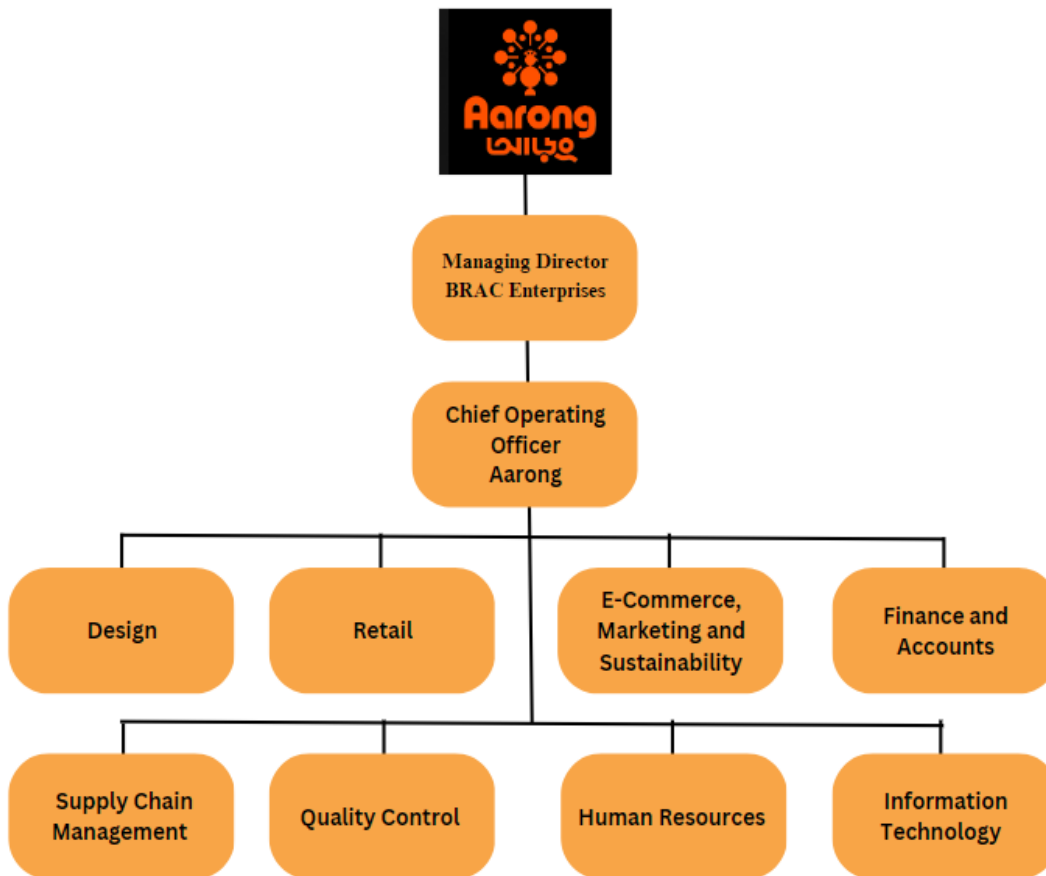 Aarong
আড়ং
Managing Director
BRAC Enterprises
Chief Operating
Officer
Aarong
Design
Retail
E-Commerce,
Marketing and
Sustainability
Finance and
Accounts
Supply Chain
Management
Quality Control
Human Resources
Information
Technology